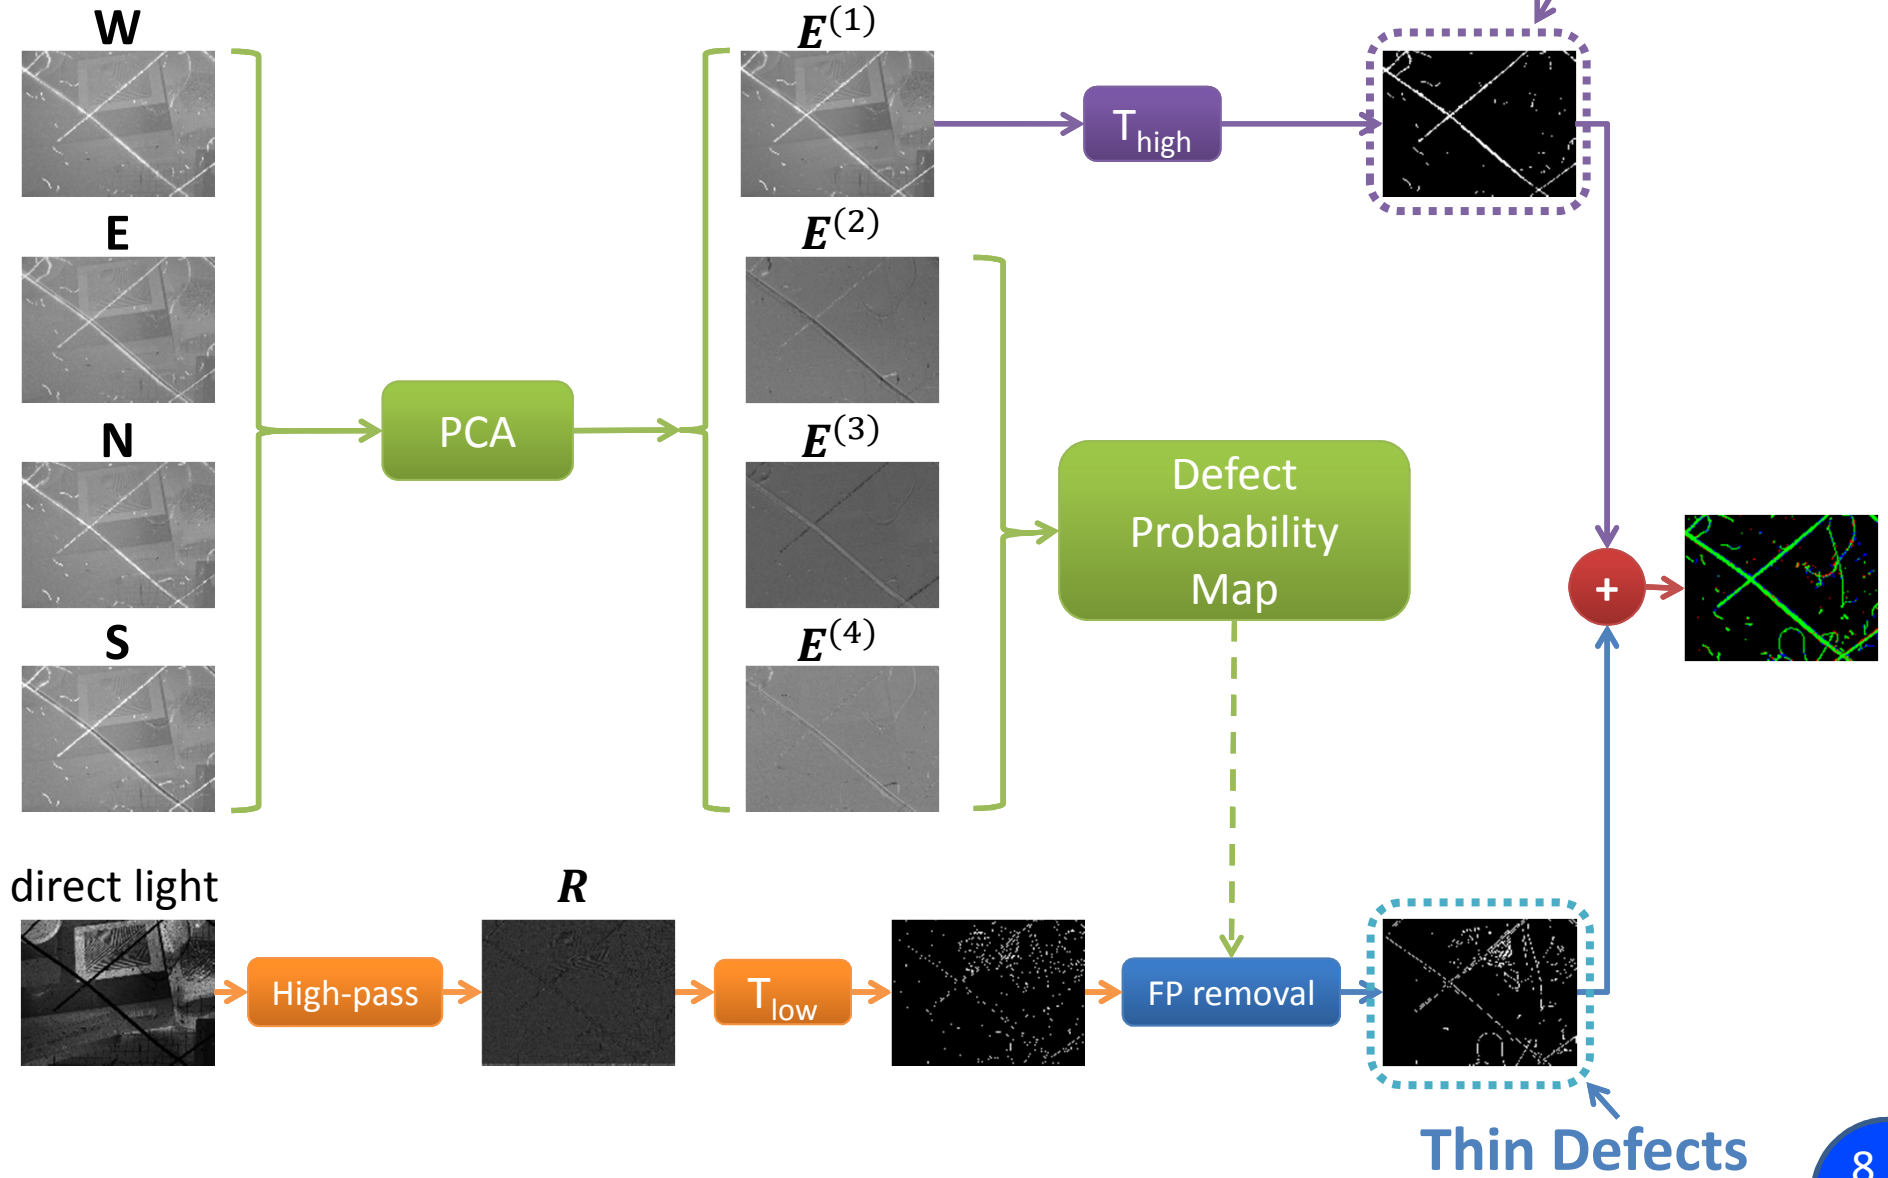 W
E
N
S
PCA
E(1)
E(2)
E(3)
E(4)
Thigh
Defect
Probability
Map
+
direct light
High-pass
R
Tlow
FP removal
Thin Defects
8